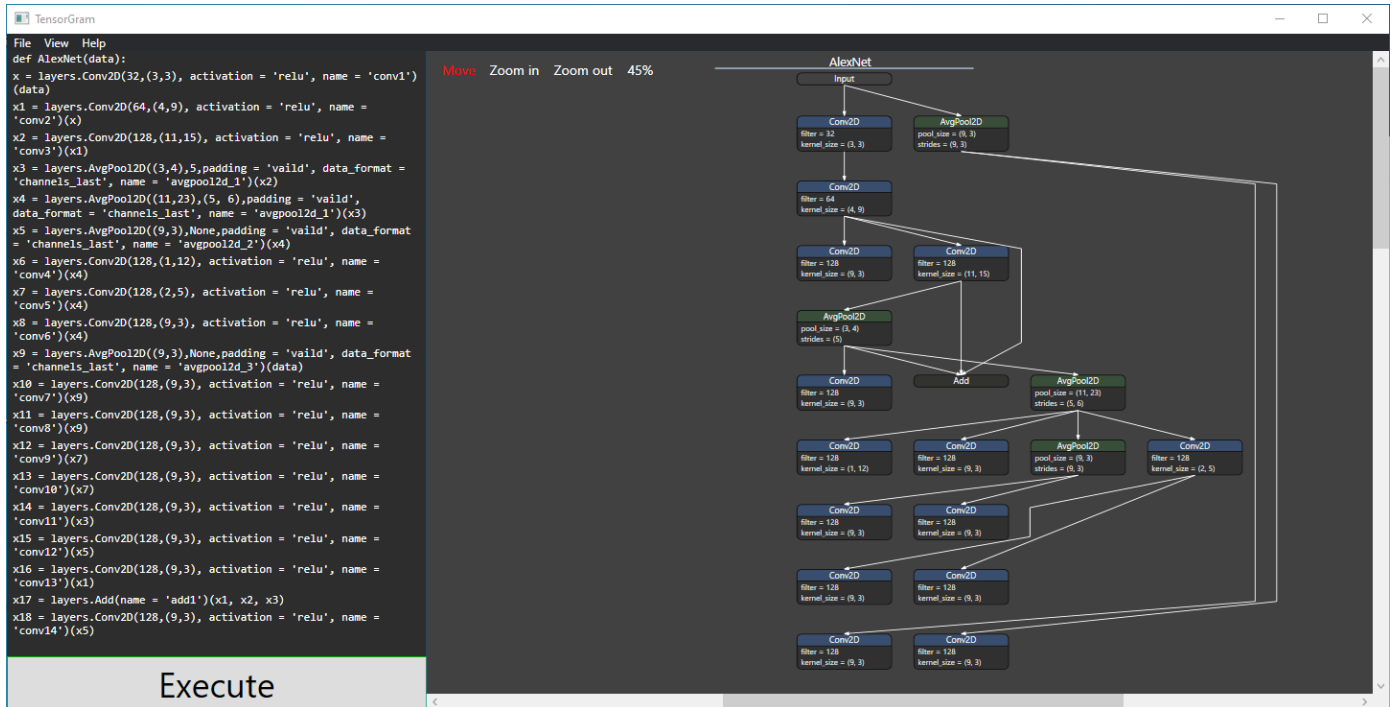 TensorGram
File View Help
def AlexNet(data):
x = layers.Conv2D(32,(3,3), activation = 'relu', name = 'conv1')
(data)
x1 = layers.Conv2D(64,(4,9), activation = 'relu', name =
'conv2')(x)
x2 = layers.Conv2D(128,(11,15), activation = 'relu', name =
'conv3')(x1)
x3 = layers.AvgPool2D((3,4),5,padding = 'vaild', data_format =
'channels_last', name = 'avgpool2d_1')(x2)
x4 = layers.AvgPool2D((11,23),(5, 6),padding = 'vaild',
data_format = 'channels_last', name = 'avgpool2d_1')(x3)
x5 = layers.AvgPool2D((9,3),None,padding = 'vaild', data_format
= 'channels_last', name = 'avgpool2d_2')(x4)
x6 = layers.Conv2D(128,(1,12), activation = 'relu', name =
'conv4')(x4)
x7 = layers.Conv2D(128,(2,5), activation = 'relu', name =
'conv5')(x4)
x8 = layers.Conv2D(128,(9,3), activation = 'relu', name =
'conv6')(x4)
x9 = layers.AvgPool2D((9,3),None,padding = 'vaild', data_format
= 'channels_last', name = 'avgpool2d_3')(data)
x10 = layers.Conv2D(128,(9,3), activation = 'relu', name =
'conv7')(x9)
x11 = layers.Conv2D(128,(9,3), activation = 'relu', name =
'conv8')(x9)
x12 = layers.Conv2D(128,(9,3), activation = 'relu', name =
'conv9')(x7)
x13 = layers.Conv2D(128,(9,3), activation = 'relu', name =
'conv10')(x7)
x14 = layers.Conv2D(128,(9,3), activation = 'relu', name =
'conv11')(x3)
x15 = layers.Conv2D(128,(9,3), activation = 'relu', name =
'conv12')(x5)
x16 = layers.Conv2D(128,(9,3), activation = 'relu', name =
'conv13')(x1)
x17 = layers.Add(name = 'add1')(x1, x2, x3)
x18 = layers.Conv2D(128,(9,3), activation = 'relu', name =
'conv14')(x5)
Execute
Move Zoom in Zoom out 45%
AlexNet
Input
Conv2D
filter = 32
kernel_size = (3, 3)
AvgPool2D
pool_size = (9, 3)
strides = (9, 3)
Conv2D
filter = 64
kernel_size = (4, 9)
Conv2D
filter = 128
kernel_size = (9, 3)
Conv2D
filter = 128
kernel_size = (11, 15)
AvgPool2D
pool_size = (3, 4)
strides = (5)
Conv2D
filter = 128
kernel_size = (9, 3)
Add
AvgPool2D
pool_size = (11, 23)
strides = (5, 6)
Conv2D
filter = 128
kernel_size = (1, 12)
Conv2D
filter = 128
kernel_size = (9, 3)
AvgPool2D
pool_size = (9, 3)
strides = (9, 3)
Conv2D
filter = 128
kernel_size = (2, 5)
Conv2D
filter = 128
kernel_size = (9, 3)
Conv2D
filter = 128
kernel_size = (9, 3)
Conv2D
filter = 128
kernel_size = (9, 3)
Conv2D
filter = 128
kernel_size = (9, 3)
Conv2D
filter = 128
kernel_size = (9, 3)
Conv2D
filter = 128
kernel_size = (9, 3)